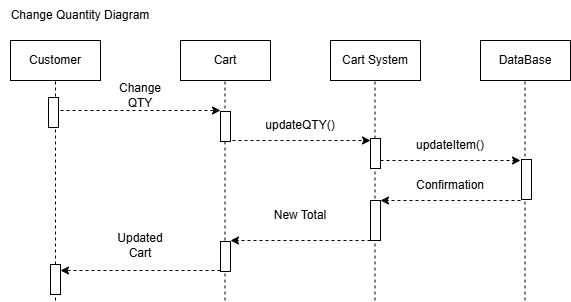 Change Quantity Diagram
Customer
Cart
Cart System
DataBase
Change
QTY
updateQTY()
updateItem()
Confirmation
New Total
Updated
Cart